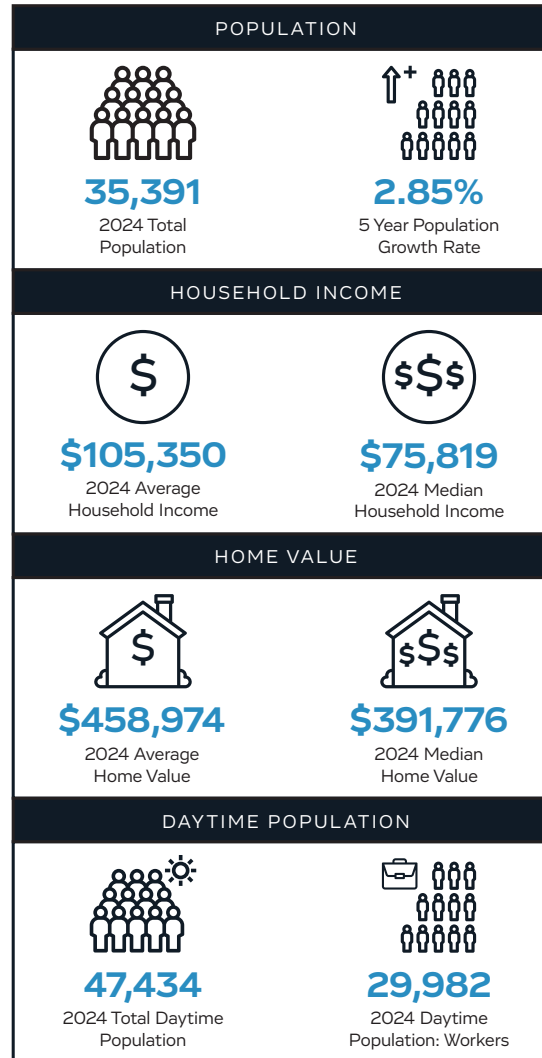 POPULATION
35,391
2024 Total
Population
2.85%
5 Year Population
Growth Rate
HOUSEHOLD INCOME
$
$105,350
2024 Average
Household Income
$$$
$75,819
2024 Median
Household Income
HOME VALUE
$
$458,974
2024 Average
Home Value
$$$
$391,776
2024 Median
Home Value
DAYTIME POPULATION
47,434
2024 Total Daytime
Population
29,982
2024 Daytime
Population: Workers